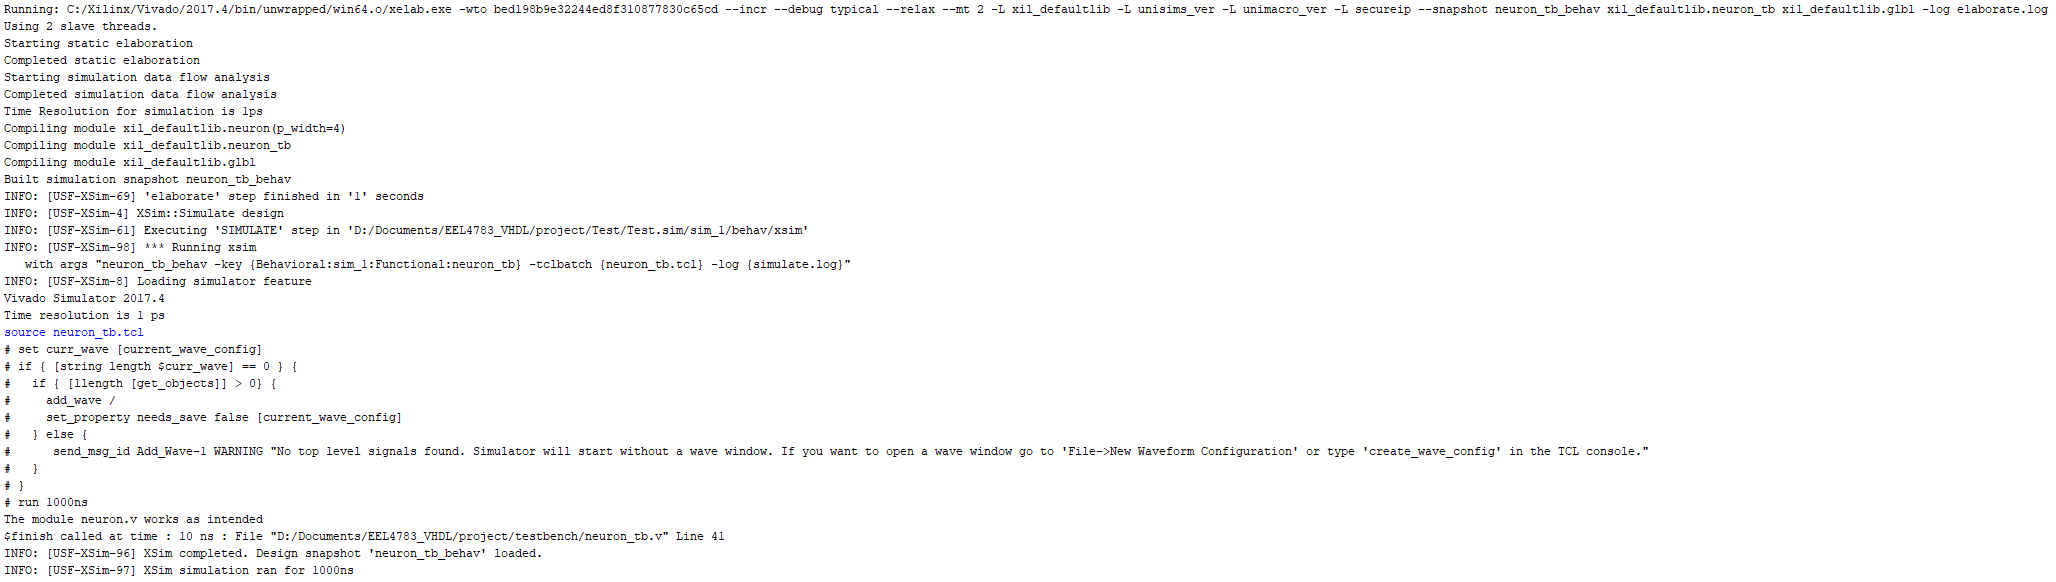 Running: C:/Xilinx/Vivado/2017.4/bin/unwrapped/win64.o/xelab.exe -wto bed198b9e32244ed8f310877830c65cd --incr --debug typical --relax --mt 2 -L xil_defaultlib -L unisims_ver -L unimacro_ver -L secureip --snapshot neuron_tb_behav xil_defaultlib.neuron_tb xil_defaultlib.glbl -log elaborate.log
Using 2 slave threads.
Starting static elaboration
Completed static elaboration
Starting simulation data flow analysis
Completed simulation data flow analysis
Time Resolution for simulation is 1ps
Compiling module xil_defaultlib.neuron(p_width=4)
Compiling module xil_defaultlib.neuron_tb
Compiling module xil_defaultlib.glbl
Built simulation snapshot neuron_tb_behav
INFO: [USF-XSim-69] 'elaborate' step finished in '1' seconds
INFO: [USF-XSim-4] XSim::Simulate design
INFO: [USF-XSim-61] Executing 'SIMULATE' step in 'D:/Documents/EEL4783_VHDL/project/Test/Test.sim/sim_1/behav/xsim'
INFO: [USF-XSim-98] *** Running xsim
   with args "neuron_tb_behav -key {Behavioral:sim_1:Functional:neuron_tb} -tclbatch {neuron_tb.tcl} -log {simulate.log}"
INFO: [USF-XSim-8] Loading simulator feature
Vivado Simulator 2017.4
Time resolution is 1 ps
source neuron_tb.tcl
# set curr_wave [current_wave_config]
# if { [string length $curr_wave] == 0 } {
#   if { [llength [get_objects]] > 0} {
#     add_wave /
#     set_property needs_save false [current_wave_config]
#   } else {
#      send_msg_id Add_Wave-1 WARNING "No top level signals found. Simulator will start without a wave window. If you want to open a wave window go to 'File->New Waveform Configuration' or type 'create_wave_config' in the TCL console."
#   }
# }
# run 1000ns
The module neuron.v works as intended
$finish called at time : 10 ns : File "D:/Documents/EEL4783_VHDL/project/testbench/neuron_tb.v" Line 41
INFO: [USF-XSim-96] XSim completed. Design snapshot 'neuron_tb_behav' loaded.
INFO: [USF-XSim-97] XSim simulation ran for 1000ns